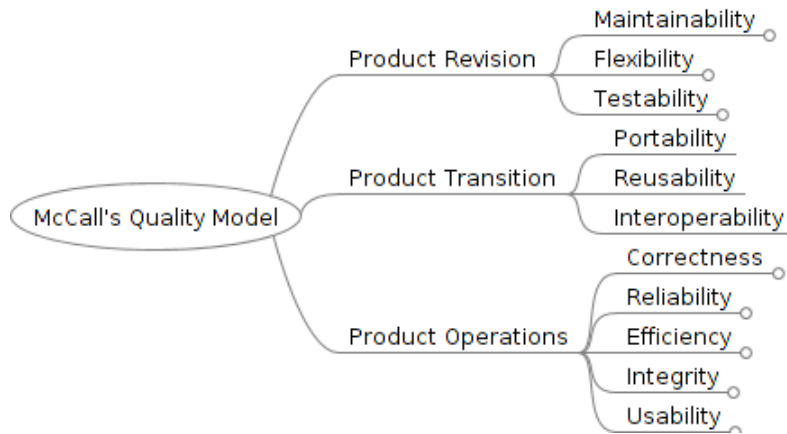 McCall's Quality Model
Product Revision
Maintainability
Flexibility
Testability
Product Transition
Portability
Reusability
Interoperability
Product Operations
Correctness
Reliability
Efficiency
Integrity
Usability